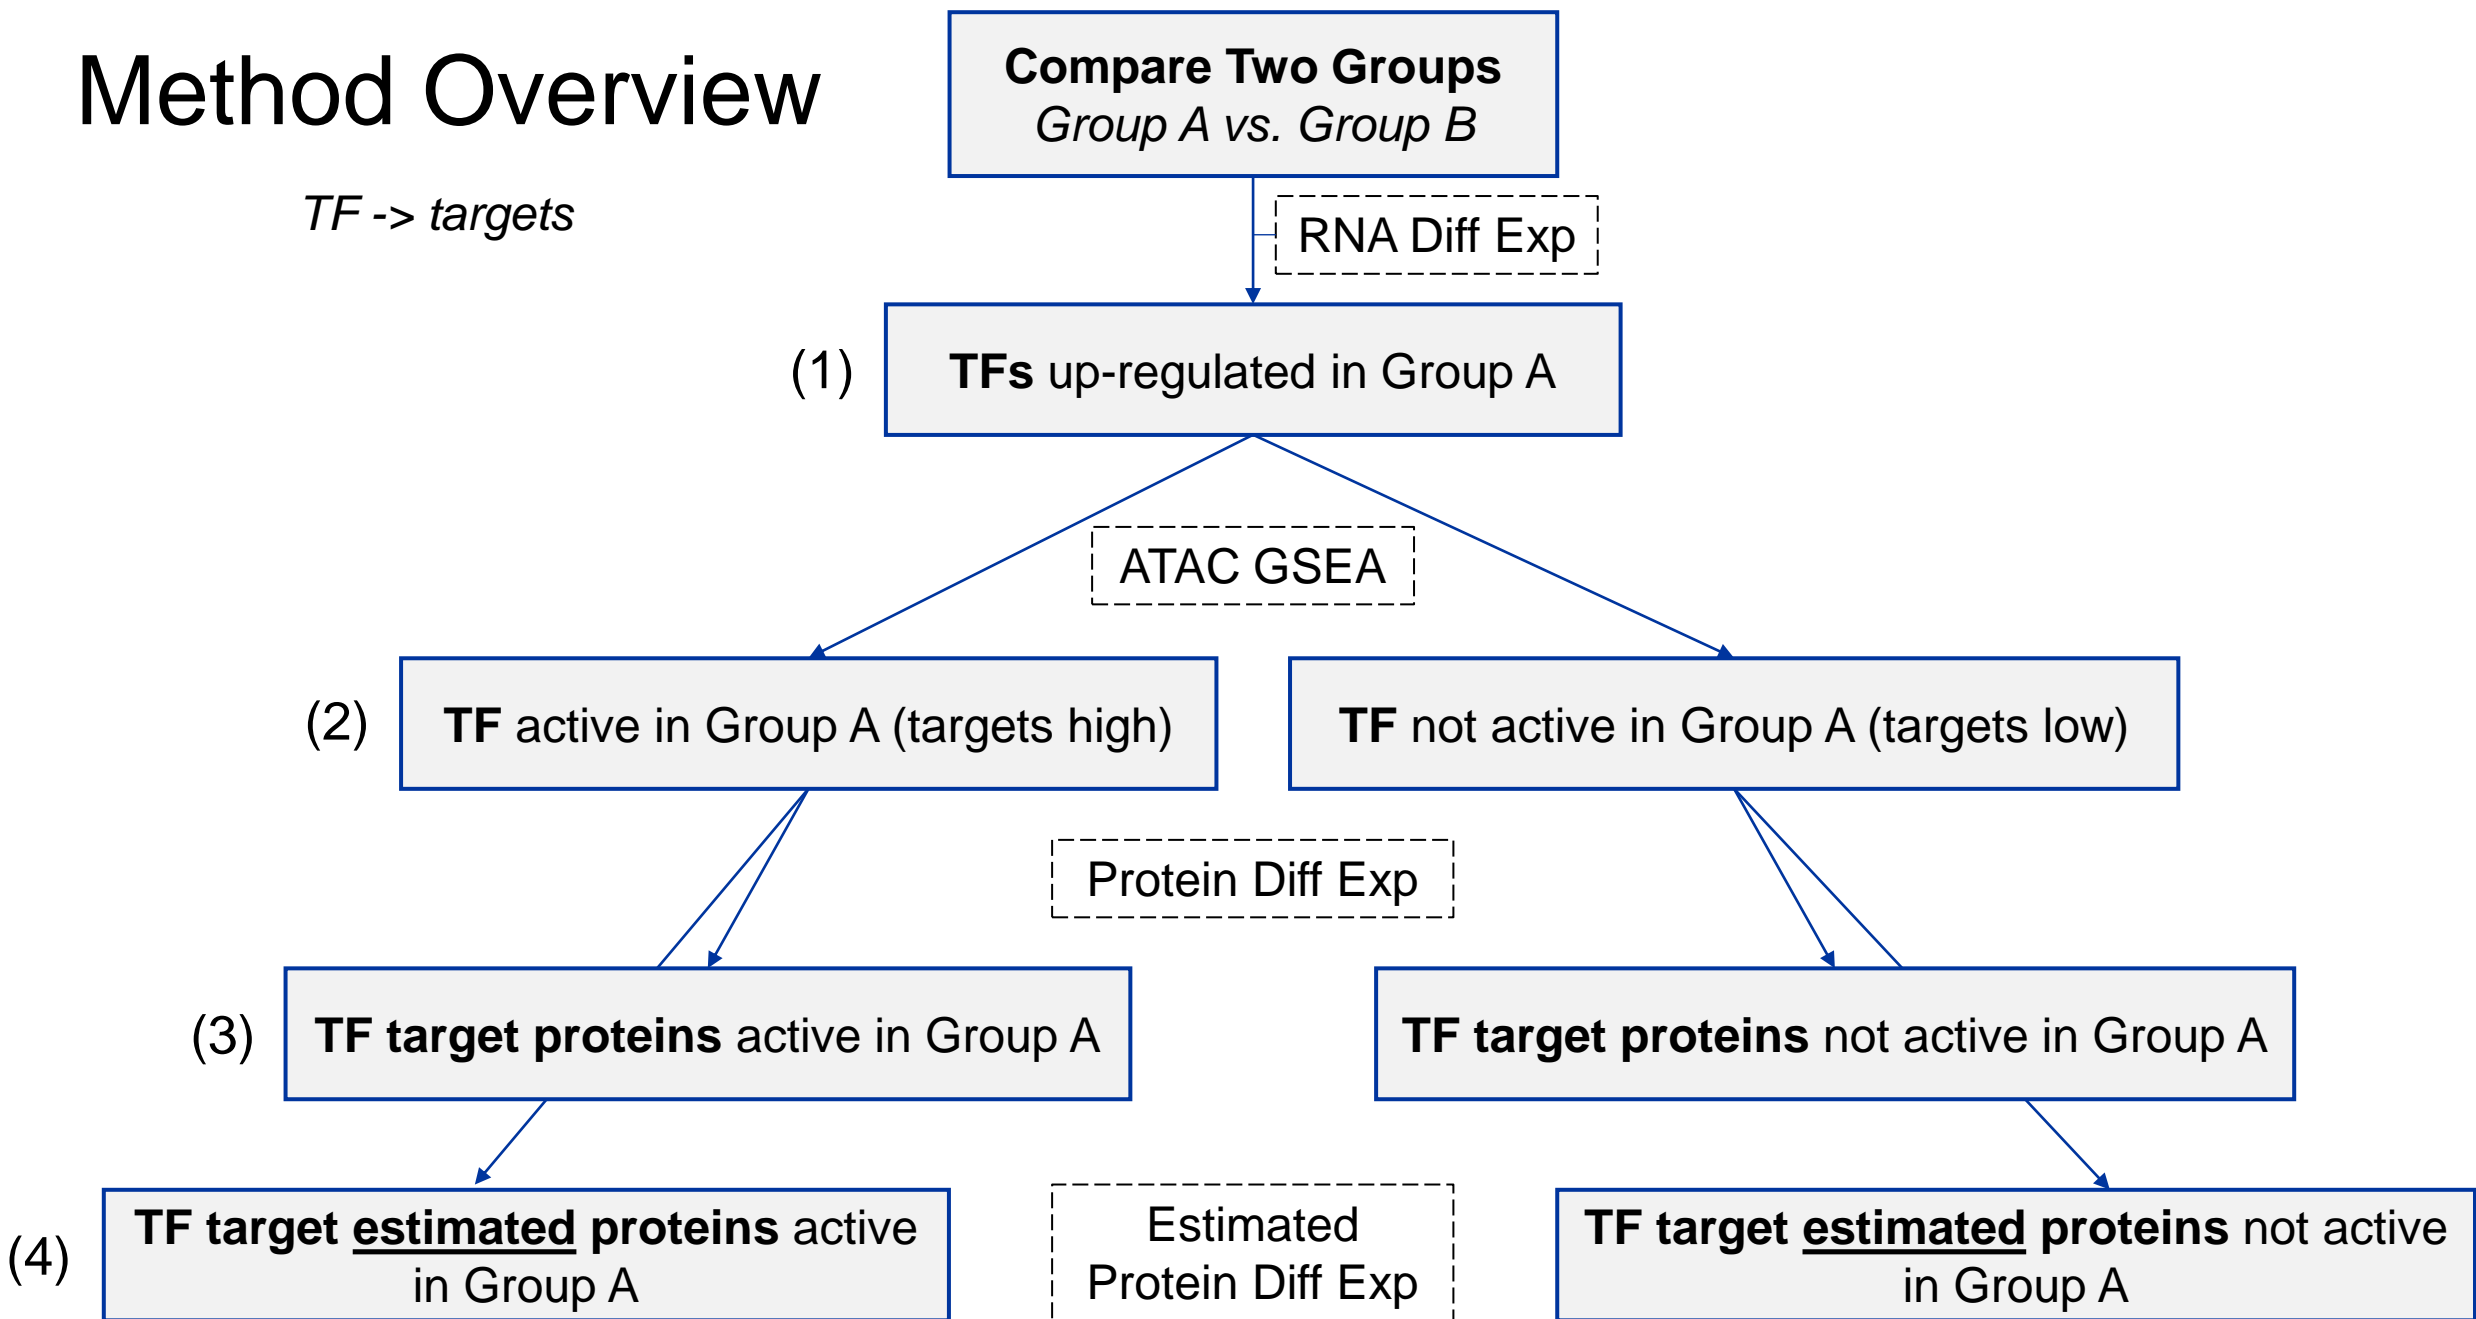 Method Overview
TF -> targets
Compare Two Groups
Group A vs. Group B
RNA Diff Exp
(1)
TFs up-regulated in Group A
ATAC GSEA
(2)
TF active in Group A (targets high)
TF not active in Group A (targets low)
Protein Diff Exp
(3)
TF target proteins active in Group A
TF target proteins not active in Group A
(4)
TF target estimated proteins active
in Group A
Estimated
Protein Diff Exp
TF target estimated proteins not active
in Group A